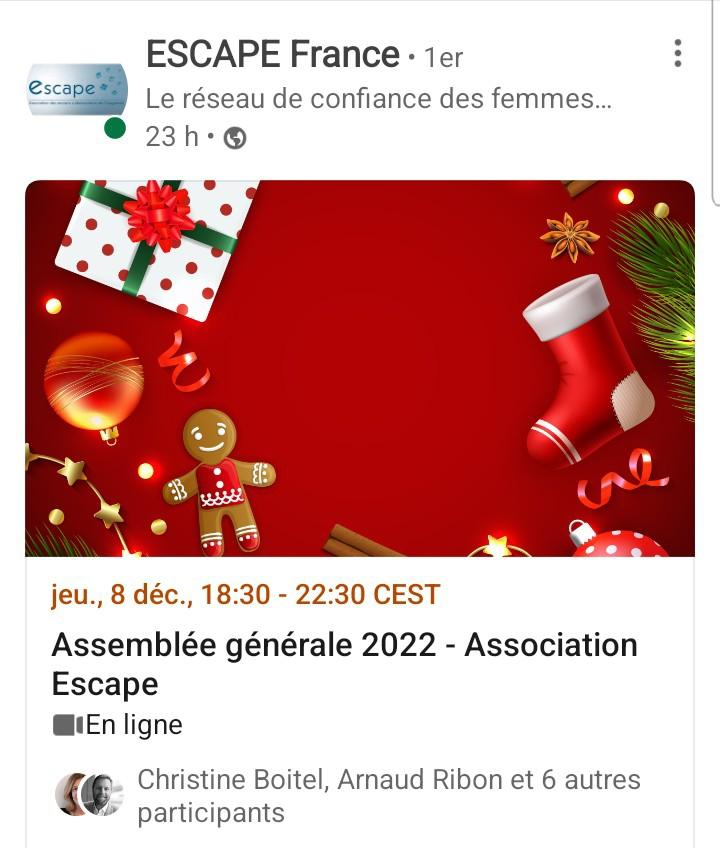 ESCAPE France • 1er
Le réseau de confiance des femmes...
23 h •
escape
jeu., 8 déc., 18:30 - 22:30 CEST
Assemblée générale 2022 - Association
Escape
En ligne
Christine Boitel, Arnaud Ribon et 6 autres
participants